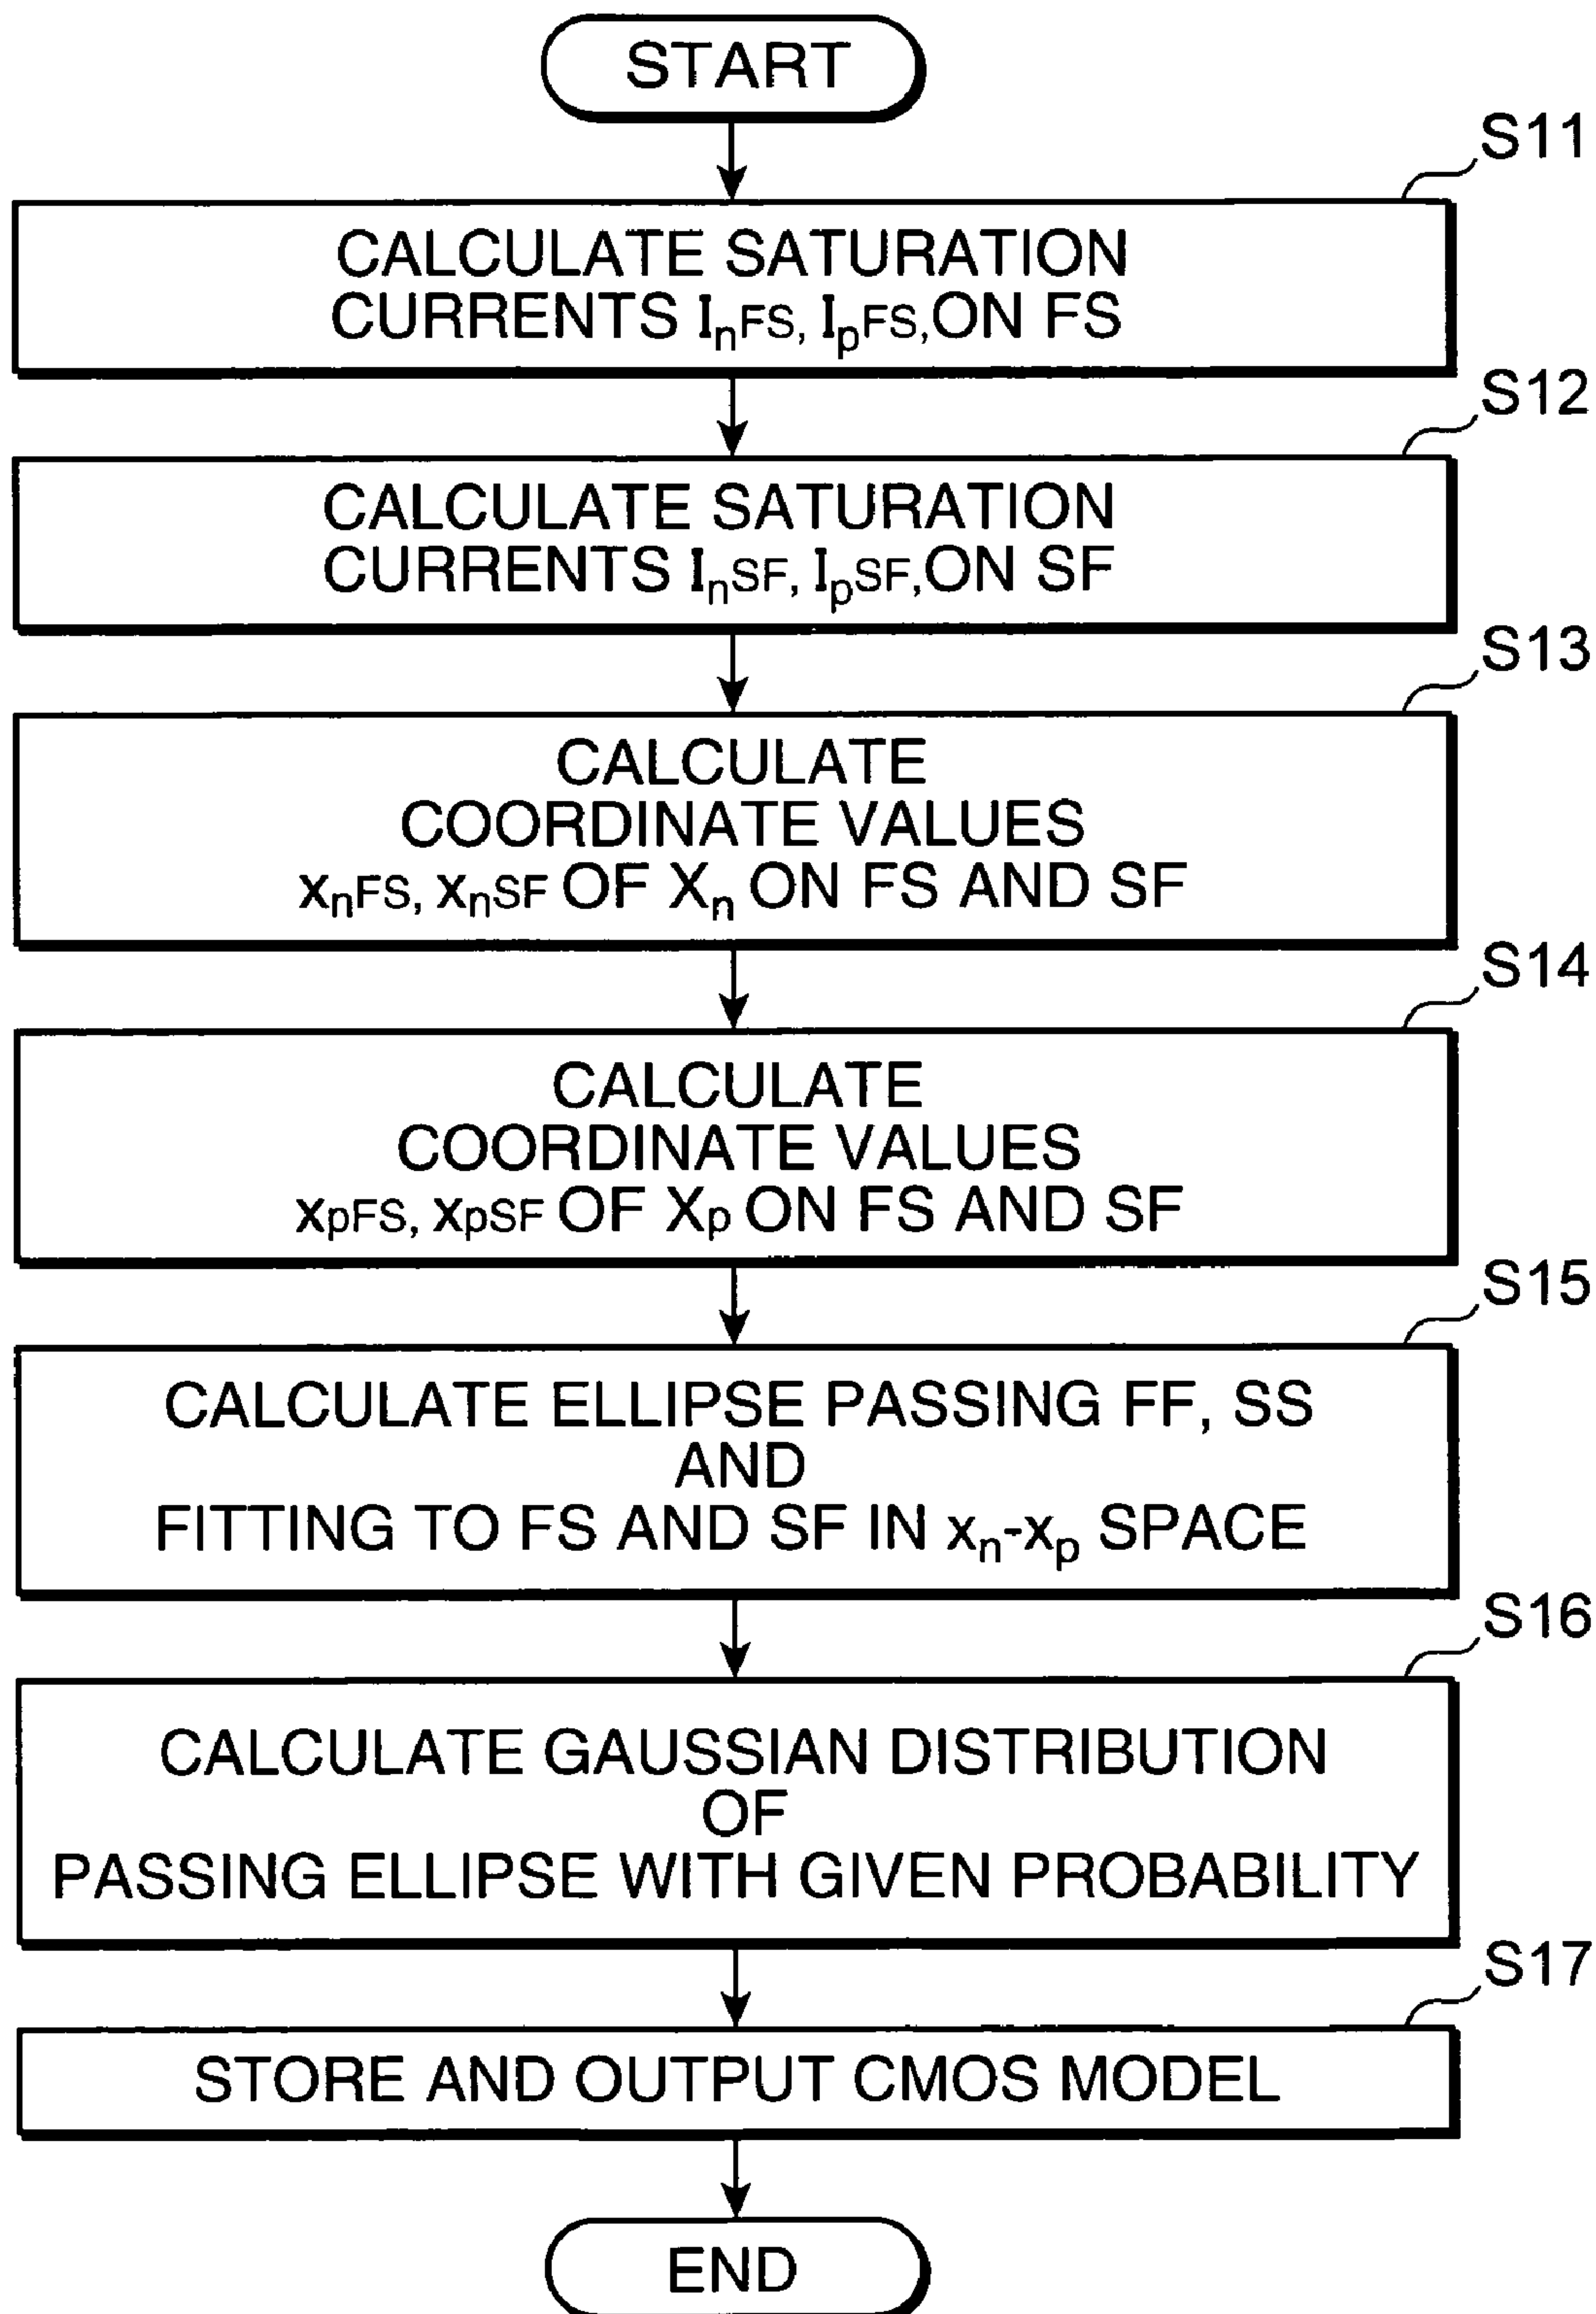 START
S11
CALCULATE SATURATION
CURRENTS InFS, IpFS,ON FS
S12
CALCULATE SATURATION
CURRENTS InSF, IpSF,ON SF
S13
CALCULATE
COORDINATE VALUES
xnFS, xnSF OF Xn ON FS AND SF
S14
CALCULATE
COORDINATE VALUES
xpFS, xpSF OF Xp ON FS AND SF
S15
CALCULATE ELLIPSE PASSING FF, SS
AND
FITTING TO FS AND SF IN xn-xp SPACE
S16
CALCULATE GAUSSIAN DISTRIBUTION
OF
PASSING ELLIPSE WITH GIVEN PROBABILITY
S17
STORE AND OUTPUT CMOS MODEL
END